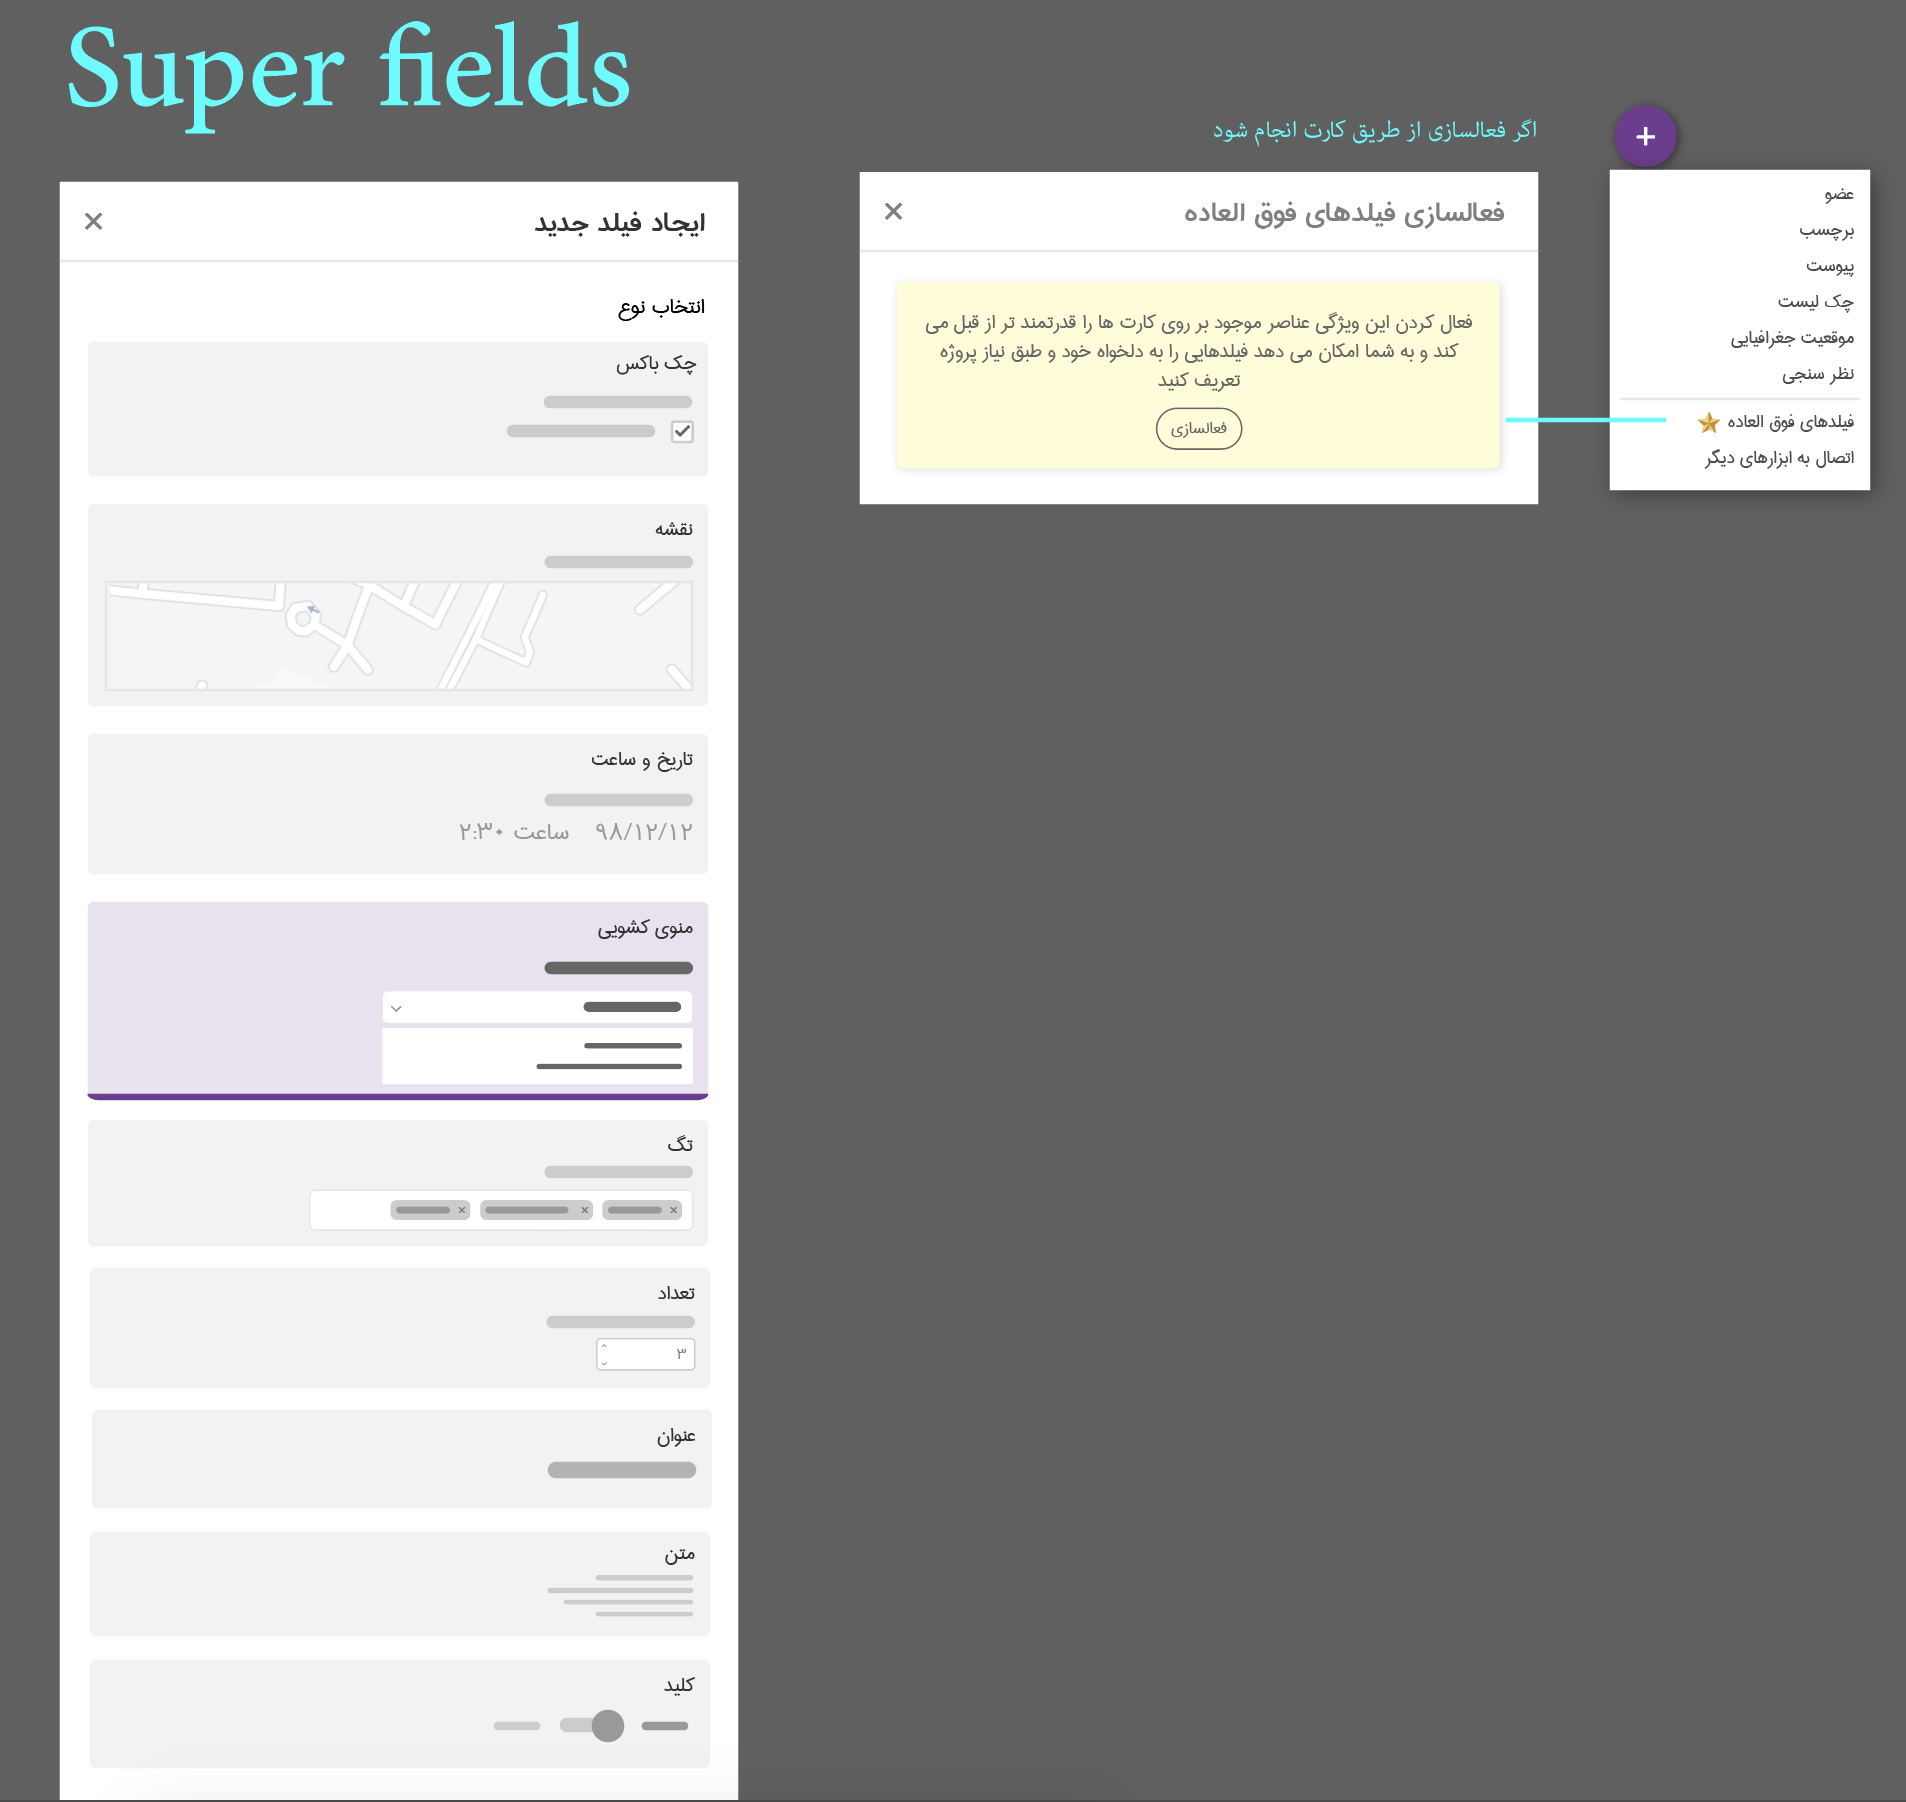 Super fields
اگر فعالسازی از طریق کارت انجام شود
عضو
برچسب
پیوست
چک لیست
موقعیت جغرافیایی
نظر سنجی
فیلدهای فوق العاده
اتصال به ابزارهای دیگر
فعالسازی فیلدهای فوق العاده
فعال کردن این ویژگی عناصر موجود بر روی کارت ها را قدرتمند تر از قبل می
کند و به شما امکان می دهد فیلدهایی را به دلخواه خود و طبق نیاز پروژه
تعریف کنید
فعالسازی
ایجاد فیلد جدید
انتخاب نوع
چک باکس
نقشه
تاریخ و ساعت
۹۸/۱۲/۱۲ ساعت ۲:۳۰
منوی کشویی
تگ
تعداد
۳
عنوان
متن
کلید